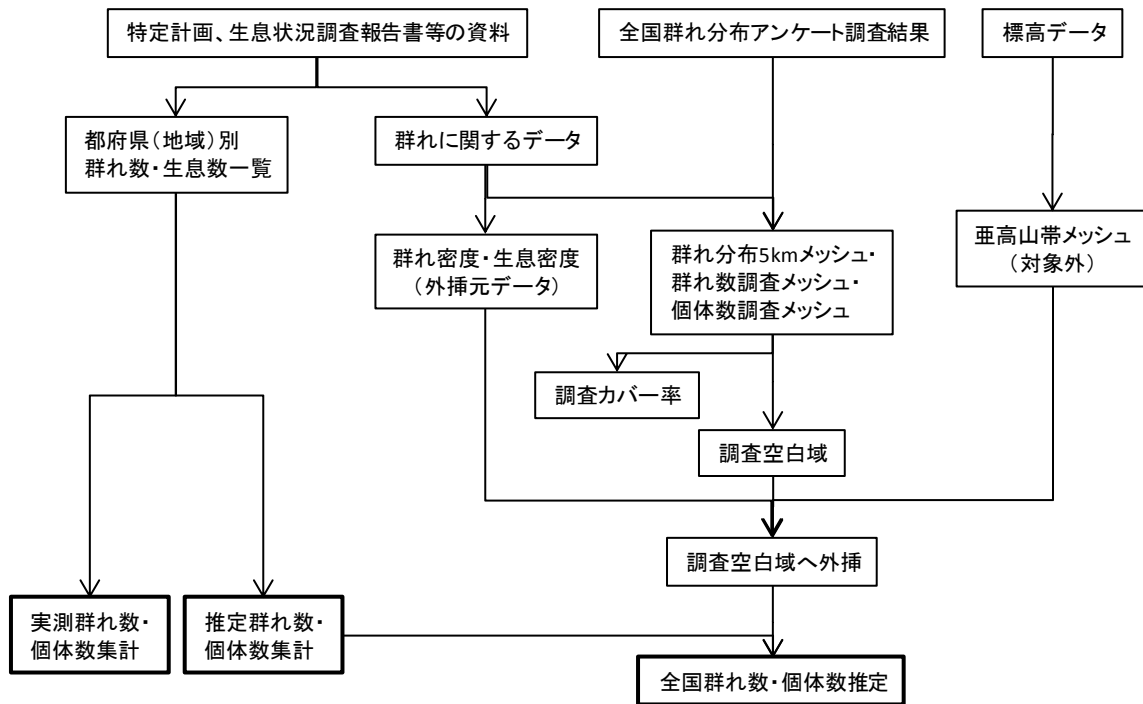 特定計画、生息状況調査報告書等の資料
全国群れ分布アンケート調査結果
標高データ
都府県(地域)別
群れ数・生息数一覧
群れに関するデータ
群れ密度・生息密度
(外挿元データ)
群れ分布5kmメッシュ・
群れ数調査メッシュ・
個体数調査メッシュ
亜高山帯メッシュ
(対象外)
調査カバー率
調査空白域
調査空白域へ外挿
実測群れ数・
個体数集計
推定群れ数・
個体数集計
全国群れ数・個体数推定